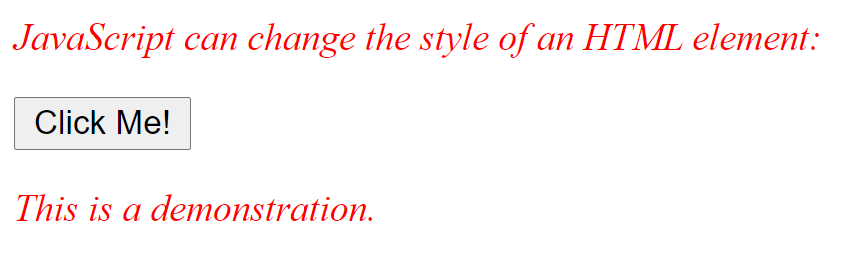 JavaScript can change the style of an HTML element:
Click Me!
This is a demonstration.